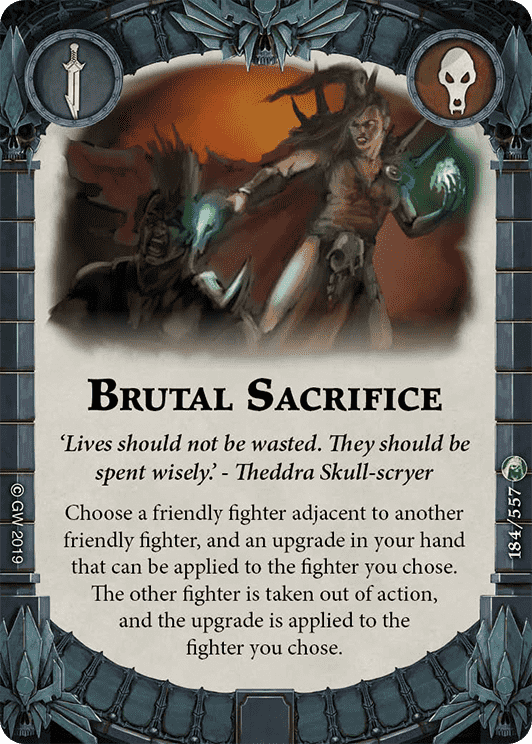 Brutal Sacrifice
‘Lives should not be wasted. They should be
spent wisely.’ - Theddra Skull-scryer
Choose a friendly fighter adjacent to another
friendly fighter, and an upgrade in your hand
that can be applied to the fighter you chose.
The other fighter is taken out of action,
and the upgrade is applied to the
fighter you chose.
© GW 2019
184/557